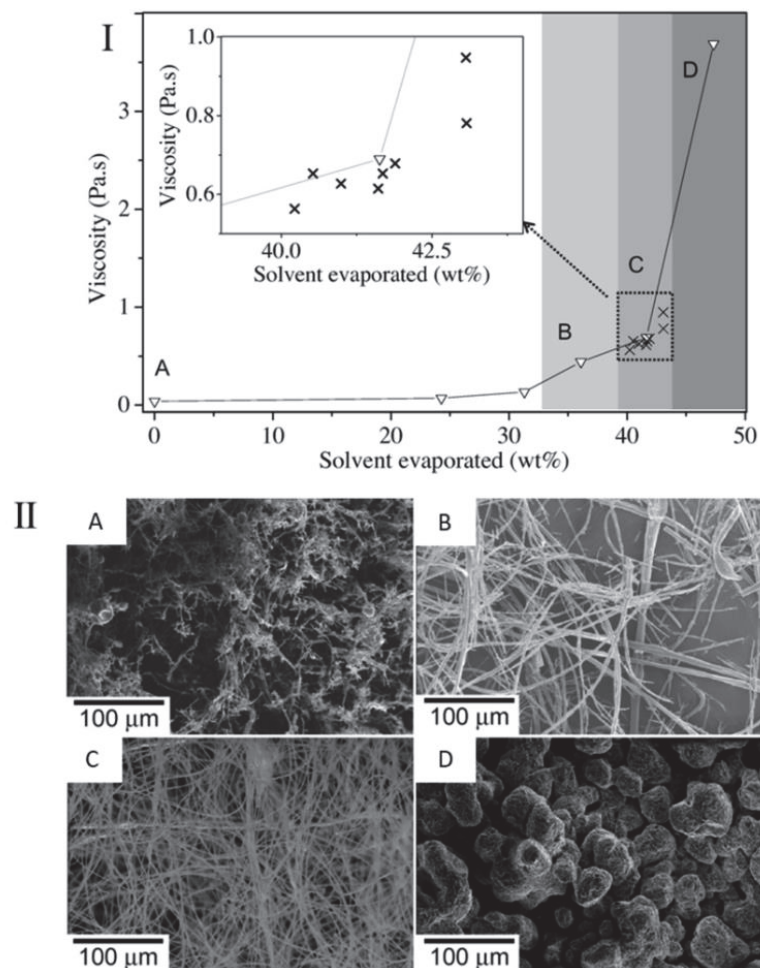 I
Viscosity (Pa.s)
3
2
1
0
0
10
20
30
40
50
Solvent evaporated (wt%)
A
B
C
D
Viscosity (Pa.s)
1.0
0.8
0.6
40.0
42.5
Solvent evaporated (wt%)
II
A
100 µm
B
100 µm
C
100 µm
D
100 µm